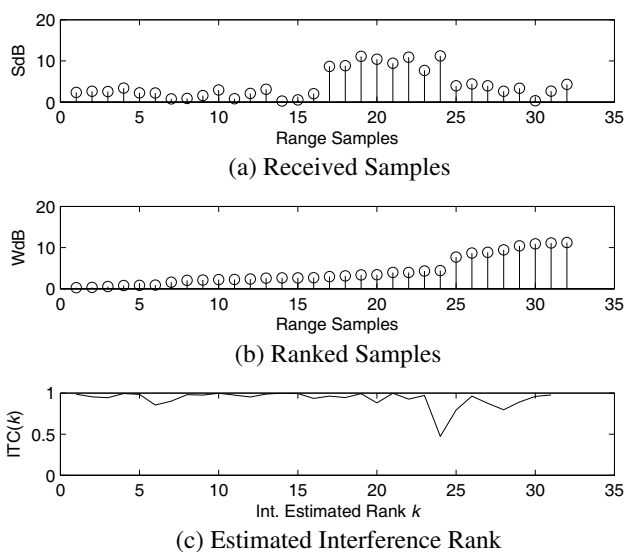 20
10
0
SdB
0 5 10 15 20 25 30 35
Range Samples
(a) Received Samples
20
10
0
WdB
0 5 10 15 20 25 30 35
Range Samples
(b) Ranked Samples
1
0.5
0
ITC(k)
0 5 10 15 20 25 30 35
Int. Estimated Rank k
(c) Estimated Interference Rank